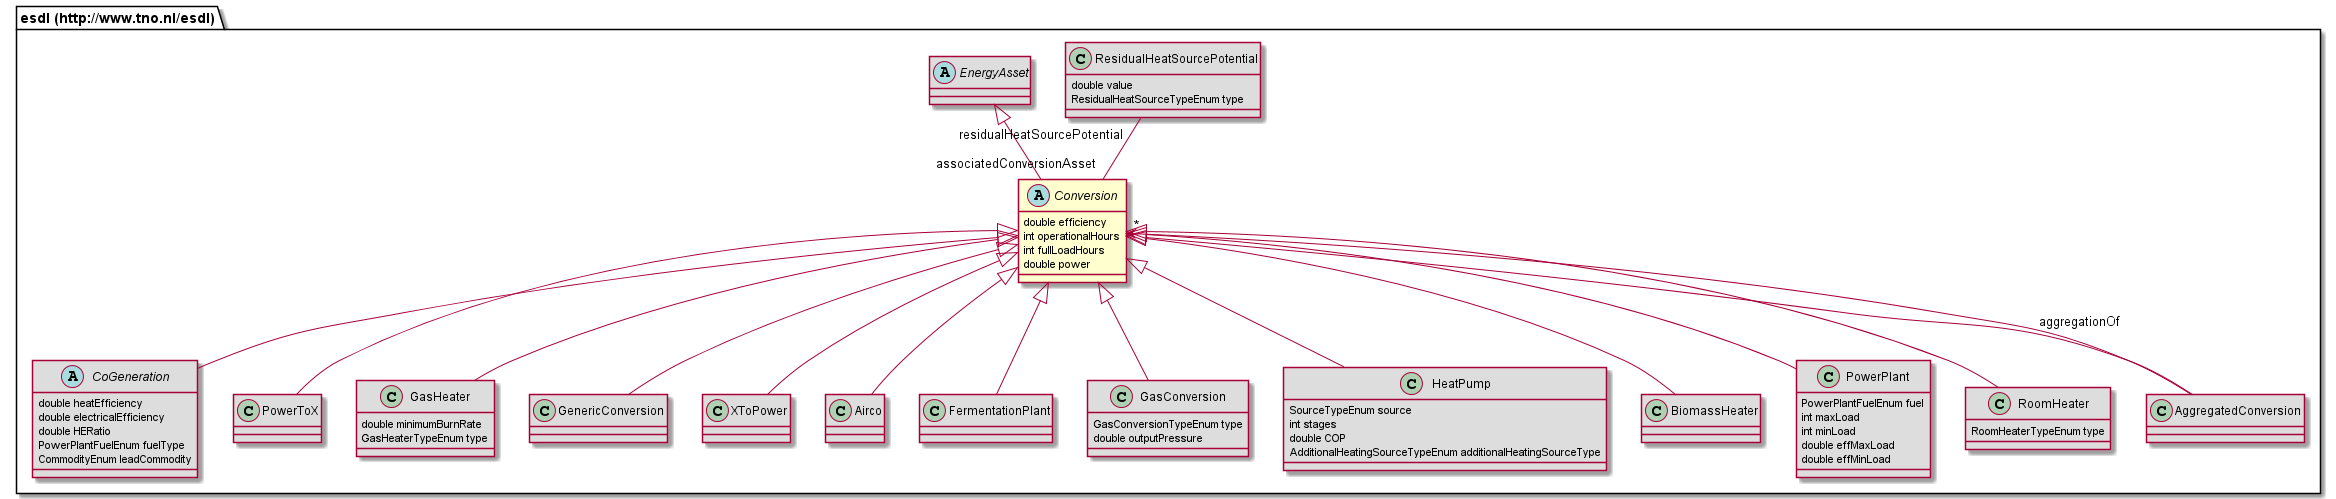 esdl (http://www.tno.nl/esdl)
A EnergyAsset
C ResidualHeatSourcePotential
double value
ResidualHeatSourceTypeEnum type
residualHeatSourcePotential
associatedConversionAsset
A Conversion
double efficiency
int operationalHours
int fullLoadHours
double power
*
aggregationOf
A CoGeneration
double heatEfficiency
double electricalEfficiency
double HERatio
PowerPlantFuelEnum fuelType
CommodityEnum leadCommodity
C PowerToX
C GasHeater
double minimumBurnRate
GasHeaterTypeEnum type
C GenericConversion
C XToPower
C Airco
C FermentationPlant
C GasConversion
GasConversionTypeEnum type
double outputPressure
C HeatPump
SourceTypeEnum source
int stages
double COP
AdditionalHeatingSourceTypeEnum additionalHeatingSourceType
C BiomassHeater
C PowerPlant
PowerPlantFuelEnum fuel
int maxLoad
int minLoad
double effMaxLoad
double effMinLoad
C RoomHeater
RoomHeaterTypeEnum type
C AggregatedConversion